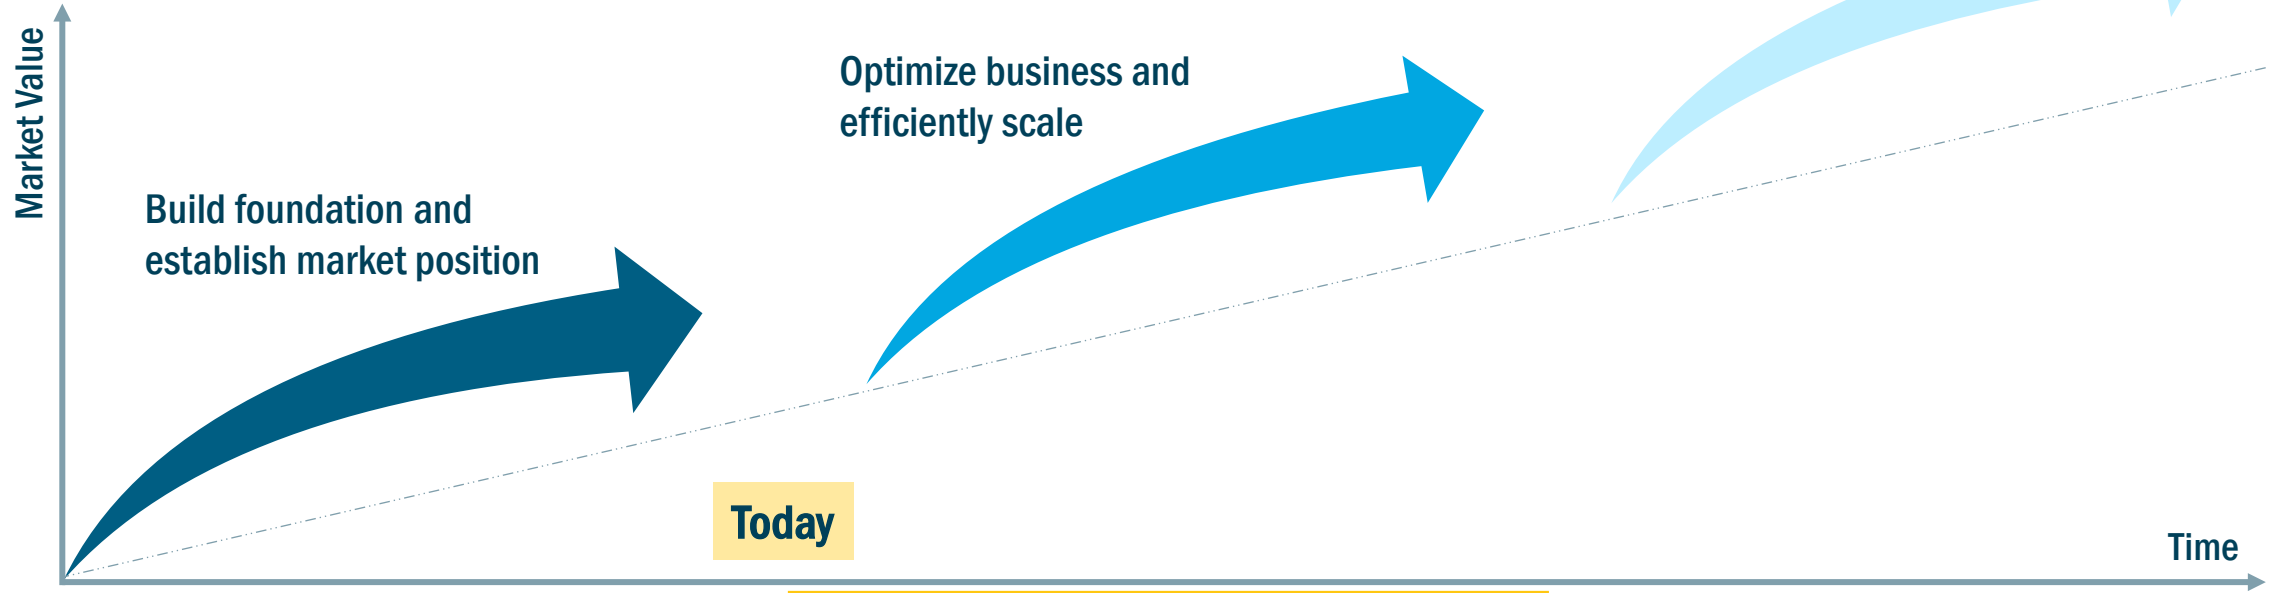 Market Value
Optimize business and
efficiently scale
Build foundation and
establish market position
Today
Time